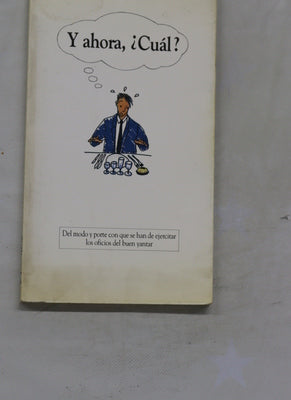 Y ahora, ¿Cuál?
Del modo y porte con que se han de ejercitar
los oficios del buen yantar